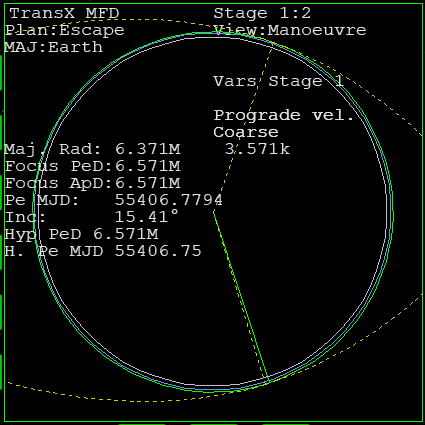 TransX MFD Stage 1:2
Plan:Escape View:Manoeuvre
MAJ:Earth
Vars Stage 1
Prograde vel.
Coarse
Maj. Rad: 6.371M 3.571k
Focus PeD:6.571M
Focus ApD:6.571M
Pe MJD: 55406.7794
Inc: 15.41°
Hyp PeD 6.571M
H. Pe MJD 55406.75